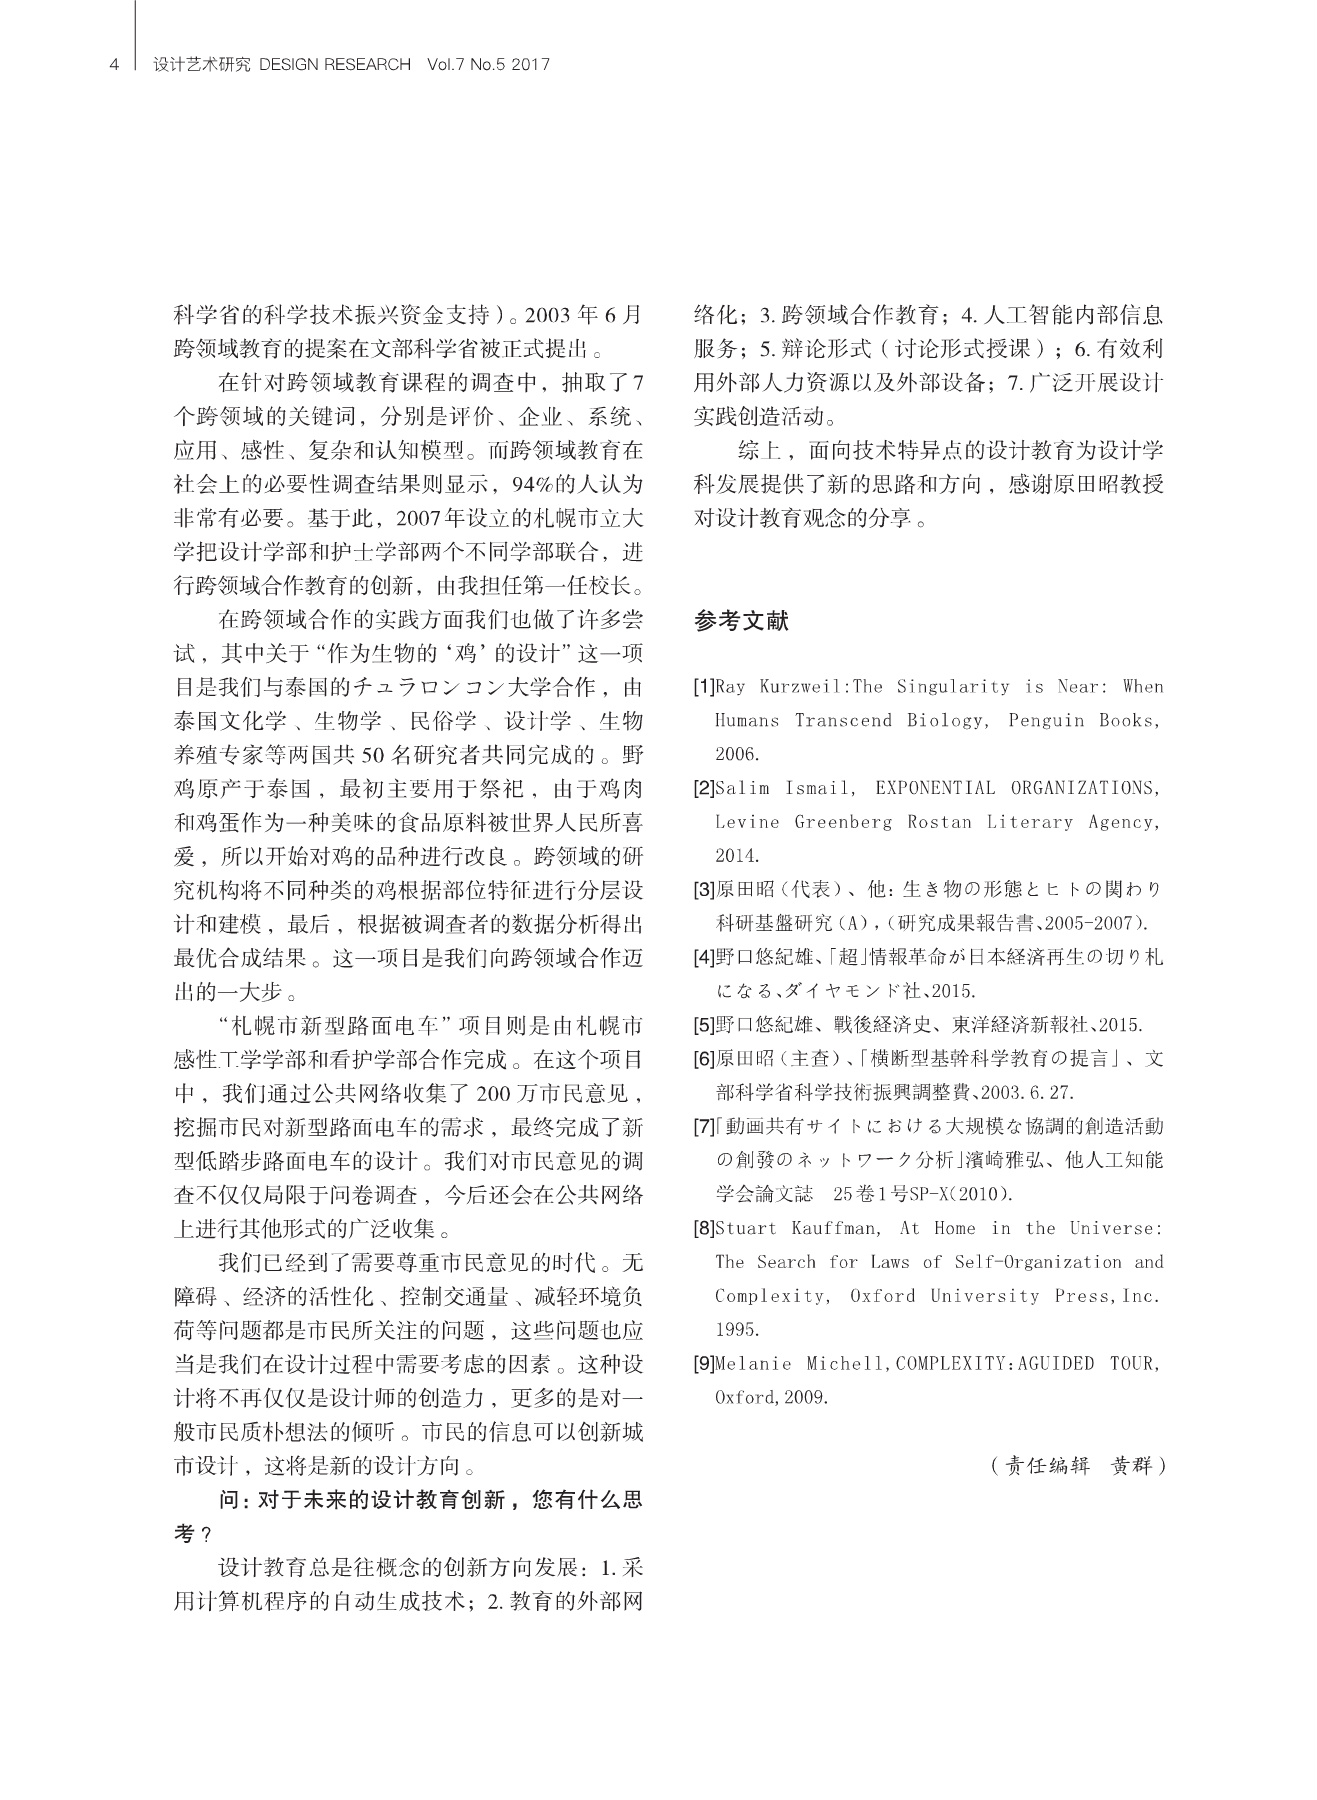 4 设计艺术研究 DESIGN RESEARCH Vol.7 No.5 2017
科学省的科学技术振兴资金支持)。2003 年 6 月
跨领域教育的提案在文部科学省被正式提出。
在针对跨领域教育课程的调查中，抽取了7
个跨领域的关键词，分别是评价、企业、系统、
应用、感性、复杂和认知模型。而跨领域教育在
社会上的必要性调查结果则显示，94%的人认为
非常有必要。基于此，2007年设立的札幌市立大
学把设计学部和护士学部两个不同学部联合，进
行跨领域合作教育的创新，由我担任第一任校长。
在跨领域合作的实践方面我们也做了许多尝
试，其中关于“作为生物的‘鸡’的设计”这一项
目是我们与泰国的チュラロンコン大学合作，由
泰国文化学、生物学、民俗学、设计学、生物
养殖专家等两国共 50 名研究者共同完成的。野
鸡原产于泰国，最初主要用于祭祀，由于鸡肉
和鸡蛋作为一种美味的食品原料被世界人民所喜
爱，所以开始对鸡的品种进行改良。跨领域的研
究机构将不同种类的鸡根据部位特征进行分层设
计和建模，最后，根据被调查者的数据分析得出
最优合成结果。这一项目是我们向跨领域合作迈
出的一大步。
“札幌市新型路面电车”项目则是由札幌市
感性工学学部和看护学部合作完成。在这个项目
中，我们通过公共网络收集了 200 万市民意见，
挖掘市民对新型路面电车的需求，最终完成了新
型低踏步路面电车的设计。我们对市民意见的调
查不仅仅局限于问卷调查，今后还会在公共网络
上进行其他形式的广泛收集。
我们已经到了需要尊重市民意见的时代。无
障碍、经济的活性化、控制交通量、减轻环境负
荷等问题都是市民所关注的问题，这些问题也应
当是我们在设计过程中需要考虑的因素。这种设
计将不再仅仅是设计师的创造力，更多的是对一
般市民质朴想法的倾听。市民的信息可以创新城
市设计，这将是新的设计方向。
问：对于未来的设计教育创新，您有什么思
考？
设计教育总是往概念的创新方向发展：1. 采
用计算机程序的自动生成技术；2. 教育的外部网
络化；3. 跨领域合作教育；4. 人工智能内部信息
服务；5. 辩论形式（讨论形式授课）；6. 有效利
用外部人力资源以及外部设备；7. 广泛开展设计
实践创造活动。
综上，面向技术特异点的设计教育为设计学
科发展提供了新的思路和方向，感谢原田昭教授
对设计教育观念的分享。
参考文献
[1]Ray Kurzweil:The Singularity is Near: When
Humans Transcend Biology, Penguin Books,
2006.
[2]Salim Ismail, EXPONENTIAL ORGANIZATIONS,
Levine Greenberg Rostan Literary Agency,
2014.
[3]原田昭（代表）、他：生き物の形態とヒトの関わり
科研基盤研究（A），（研究成果報告書、2005-2007）.
[4]野口悠紀雄、「超」情報革命が日本経済再生の切り札
になる、ダイヤモンド社、2015.
[5]野口悠紀雄、戰後経済史、東洋経済新報社、2015.
[6]原田昭（主查）、「横断型基幹科学教育の提言」、文
部科学省科学技術振興調整費、2003. 6. 27.
[7]「動画共有サイトにおける大規模な協調的創造活動
の創發のネットワーク分析」濱崎雅弘、他人工知能
学会論文誌 25巻1号SP-X(2010).
[8]Stuart Kauffman, At Home in the Universe:
The Search for Laws of Self-Organization and
Complexity, Oxford University Press,Inc.
1995.
[9]Melanie Michell,COMPLEXITY:AGUIDED TOUR,
Oxford,2009.
（责任编辑 黄群）